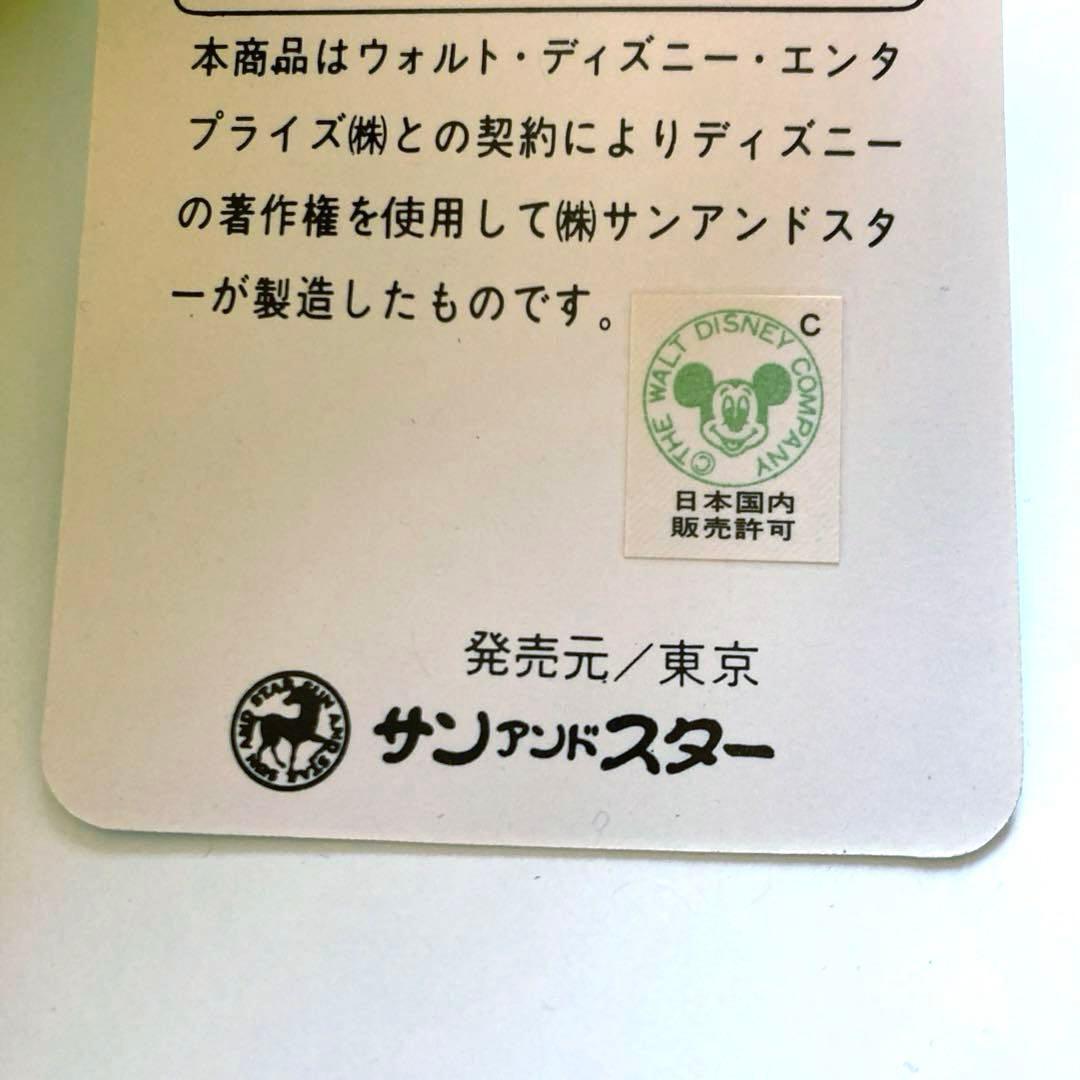 本商品はウォルト・ディズニー・エンタ
プライズ㈱との契約によりディズニー
の著作権を使用して㈱サンアンドスタ
ーが製造したものです。
C
©THE WALT DISNEY COMPANY
日本国内
販売許可
発売元／東京
SUN AND STAR SUN AND STAR
サンアンドスター